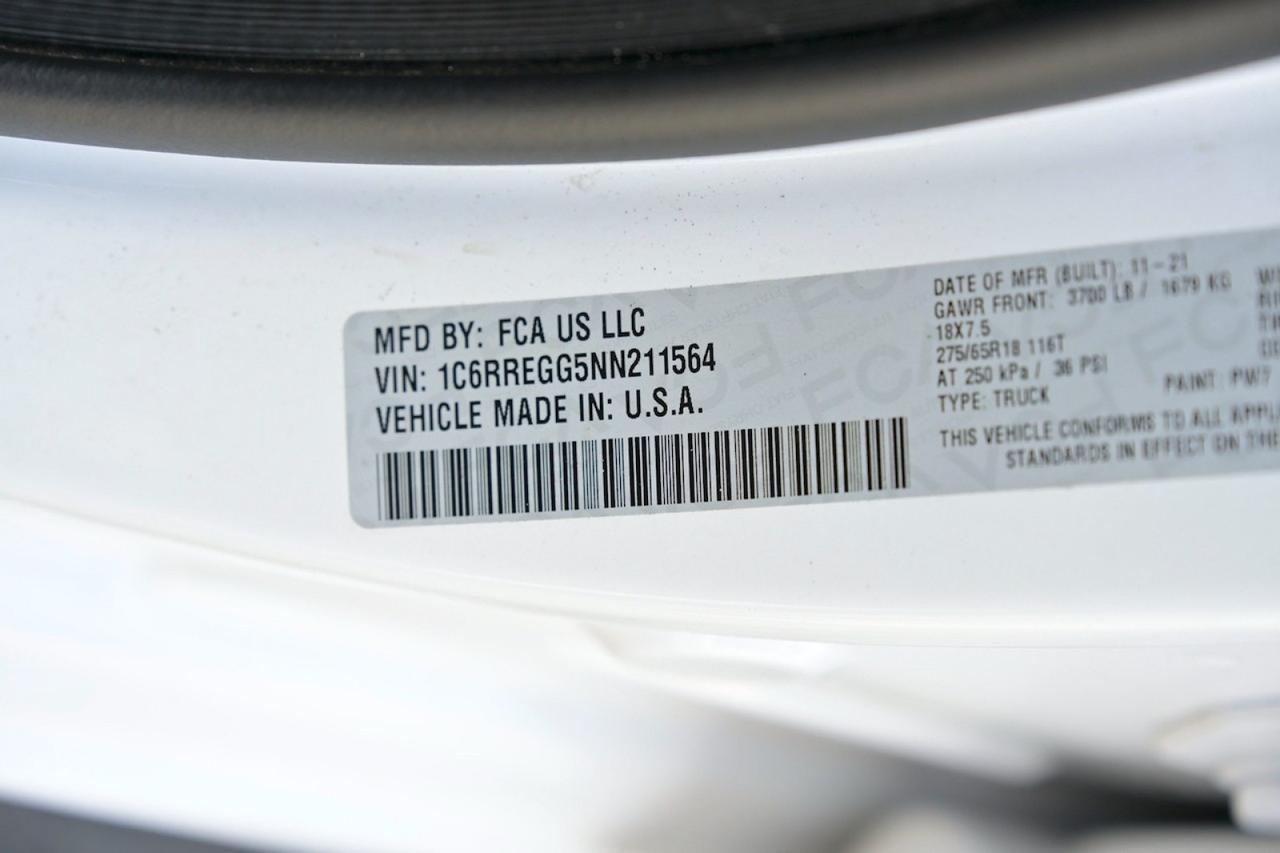 MFD BY: FCA US LLC
VIN: 1C6RREGG5NN211564
VEHICLE MADE IN: U.S.A.
DATE OF MFR (BUILT): 11-21
GAWR FRONT: 3700 LB / 1679 KG
18X7.5
275/65R18 116T
AT 250 kPa / 36 PSI
TYPE: TRUCK
PAINT: PW7
THIS VEHICLE CONFORMS TO ALL
STANDARDS IN EFFECT ON THE